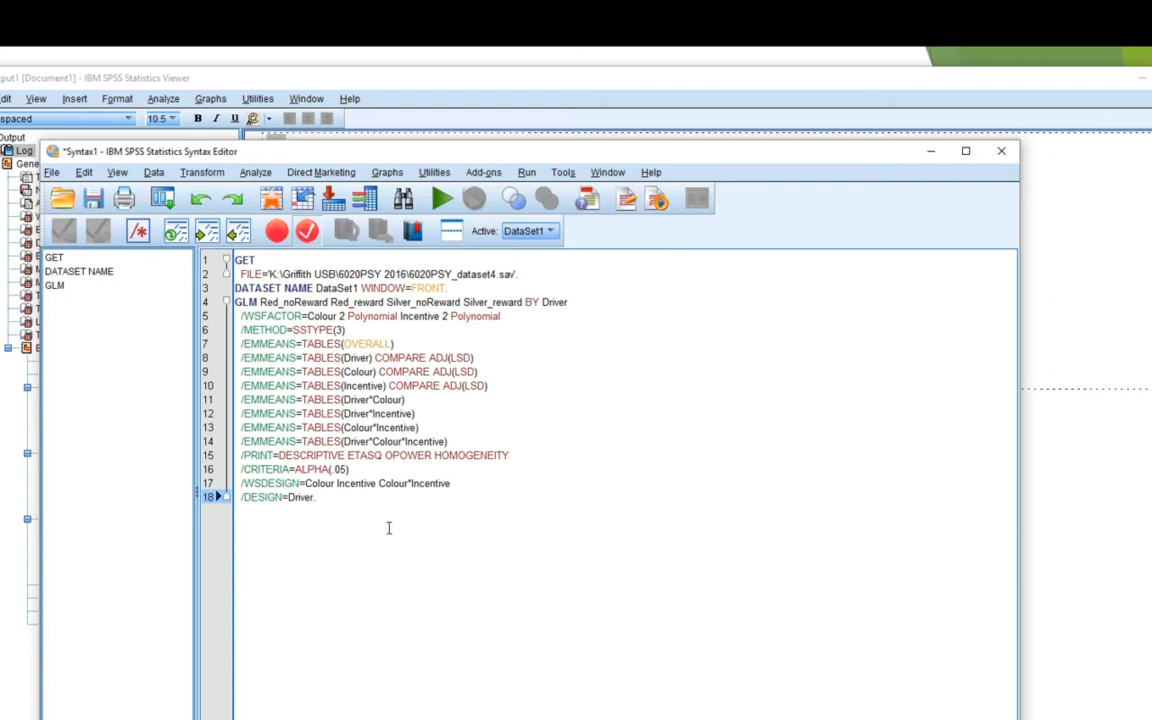 put1 [Document1] - IBM SPSS Statistics Viewer
dit View Insert Format Analyze Graphs Utilities Window Help
spaced 10.5 B I U
Output
Log
Gene
*Syntax1 - IBM SPSS Statistics Syntax Editor
File Edit View Data Transform Analyze Direct Marketing Graphs Utilities Add-ons Run Tools Window Help
Active: DataSet1
GET
DATASET NAME
GLM
1 GET
2 FILE='K:\Griffith USB\6020PSY 2016\6020PSY_dataset4.sav'.
3 DATASET NAME DataSet1 WINDOW=FRONT.
4 GLM Red_noReward Red_reward Silver_noReward Silver_reward BY Driver
5 /WSFACTOR=Colour 2 Polynomial Incentive 2 Polynomial
6 /METHOD=SSTYPE(3)
7 /EMMEANS=TABLES(OVERALL)
8 /EMMEANS=TABLES(Driver) COMPARE ADJ(LSD)
9 /EMMEANS=TABLES(Colour) COMPARE ADJ(LSD)
10 /EMMEANS=TABLES(Incentive) COMPARE ADJ(LSD)
11 /EMMEANS=TABLES(Driver*Colour)
12 /EMMEANS=TABLES(Driver*Incentive)
13 /EMMEANS=TABLES(Colour*Incentive)
14 /EMMEANS=TABLES(Driver*Colour*Incentive)
15 /PRINT=DESCRIPTIVE ETASQ OPOWER HOMOGENEITY
16 /CRITERIA=ALPHA(.05)
17 /WSDESIGN=Colour Incentive Colour*Incentive
18 /DESIGN=Driver.